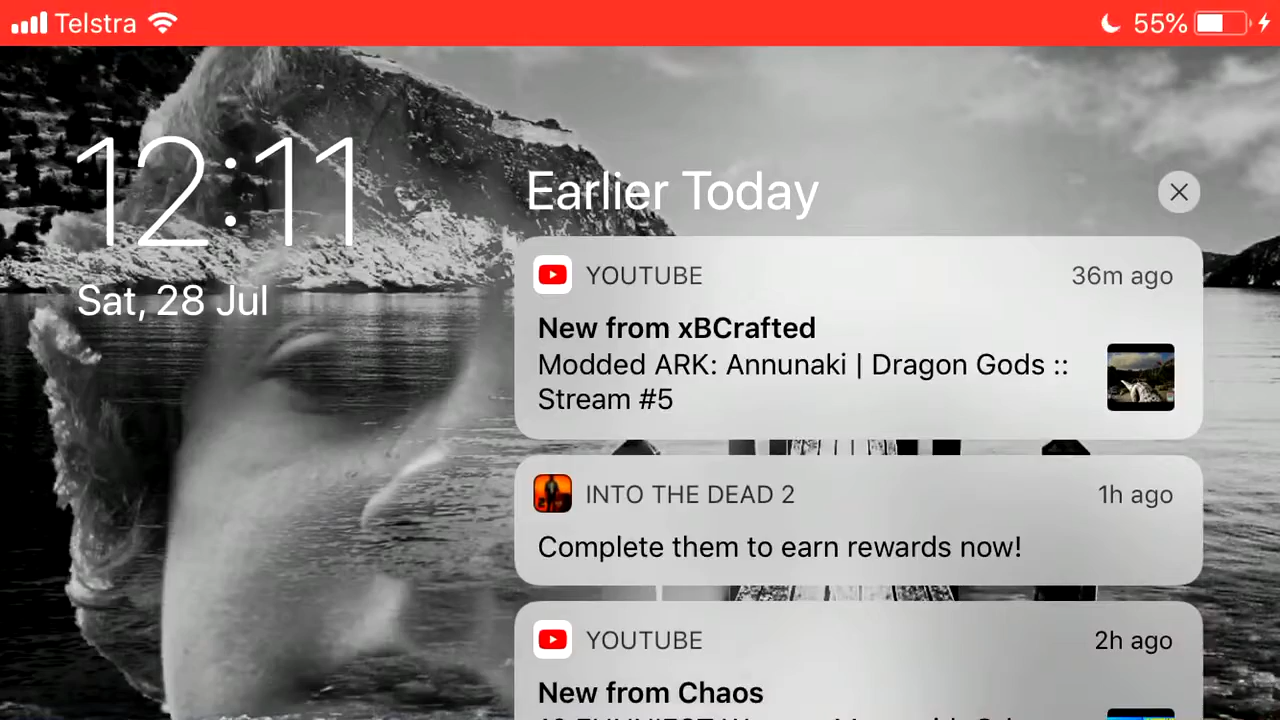 Telstra
55%
12:11
Sat, 28 Jul
Earlier Today
YOUTUBE
36m ago
New from xBCrafted
Modded ARK: Annunaki | Dragon Gods ::
Stream #5
INTO THE DEAD 2
1h ago
Complete them to earn rewards now!
YOUTUBE
2h ago
New from Chaos